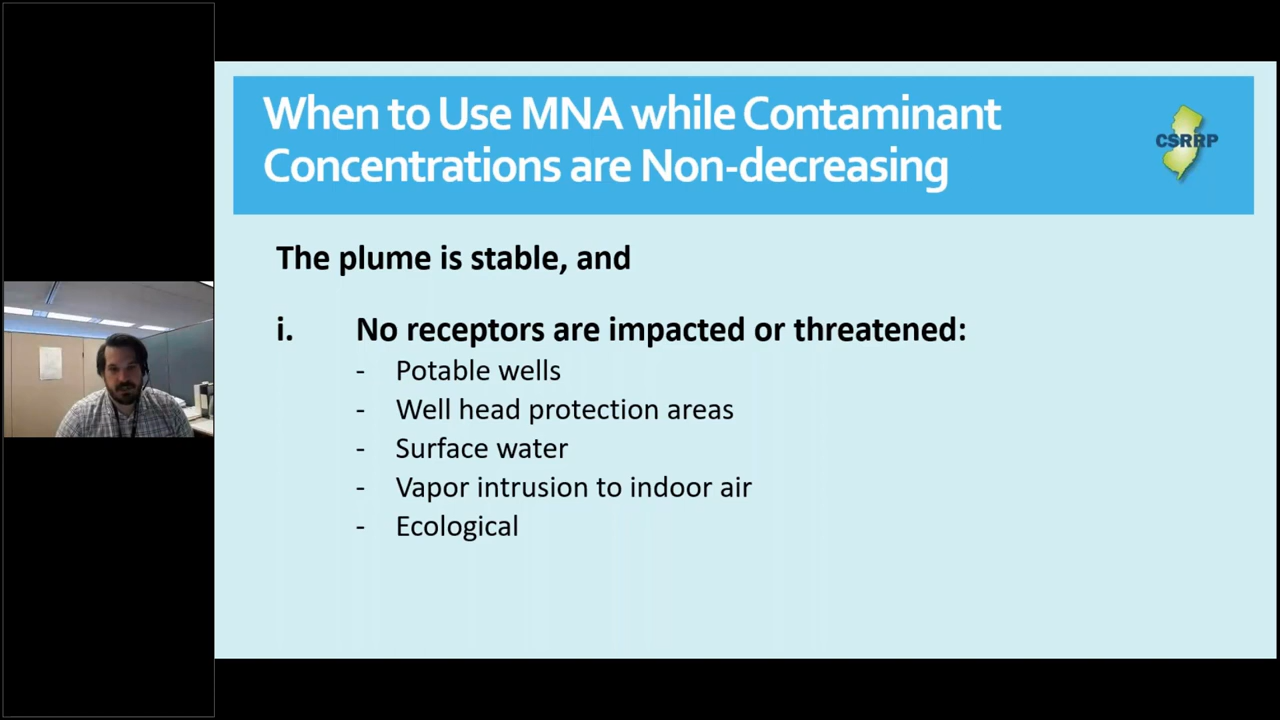 When to Use MNA while Contaminant
Concentrations are Non-decreasing
CSRRP
The plume is stable, and
i. No receptors are impacted or threatened:
- Potable wells
- Well head protection areas
- Surface water
- Vapor intrusion to indoor air
- Ecological